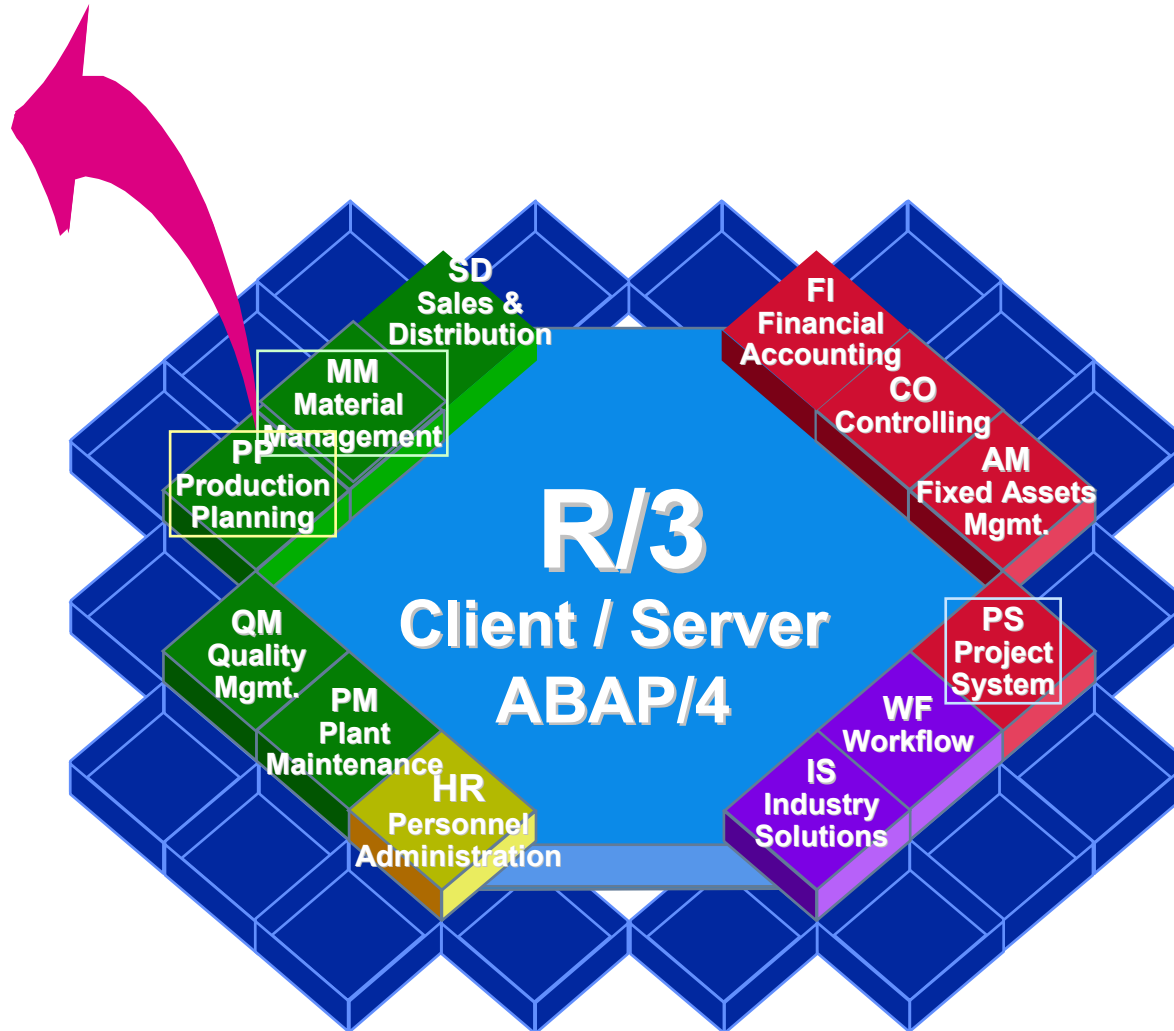 SD
Sales &
Distribution
MM
Material
Management
PP
Production
Planning
QM
Quality
Mgmt.
PM
Plant
Maintenance
HR
Personnel
Administration
R/3
Client / Server
ABAP/4
FI
Financial
Accounting
CO
Controlling
AM
Fixed Assets
Mgmt.
PS
Project
System
WF
Workflow
IS
Industry
Solutions